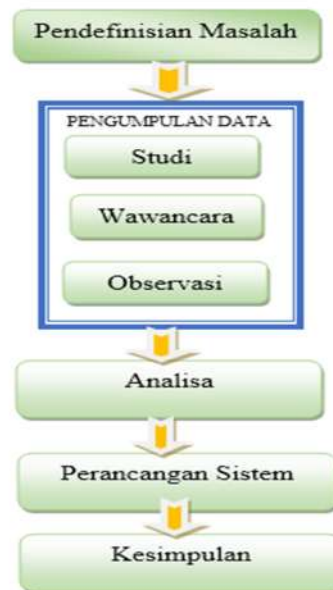 Pendefinisian Masalah
PENGUMPULAN DATA
Studi
Wawancara
Observasi
Analisa
Perancangan Sistem
Kesimpulan